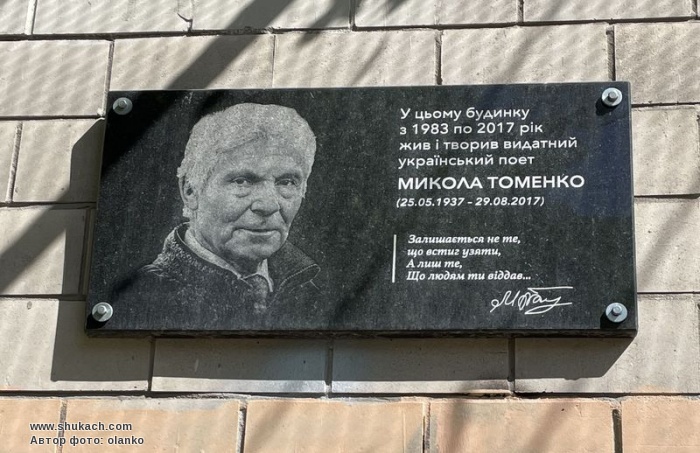 У цьому будинку
з 1983 по 2017 рік
жив і творив видатний
український поет
МИКОЛА ТОМЕНКО
(25.05.1937 - 29.08.2017)
Залишається не те,
що встиг узяти,
А лиш те,
Що людям ти віддав...
www.shukach.com
Автор фото: olanko